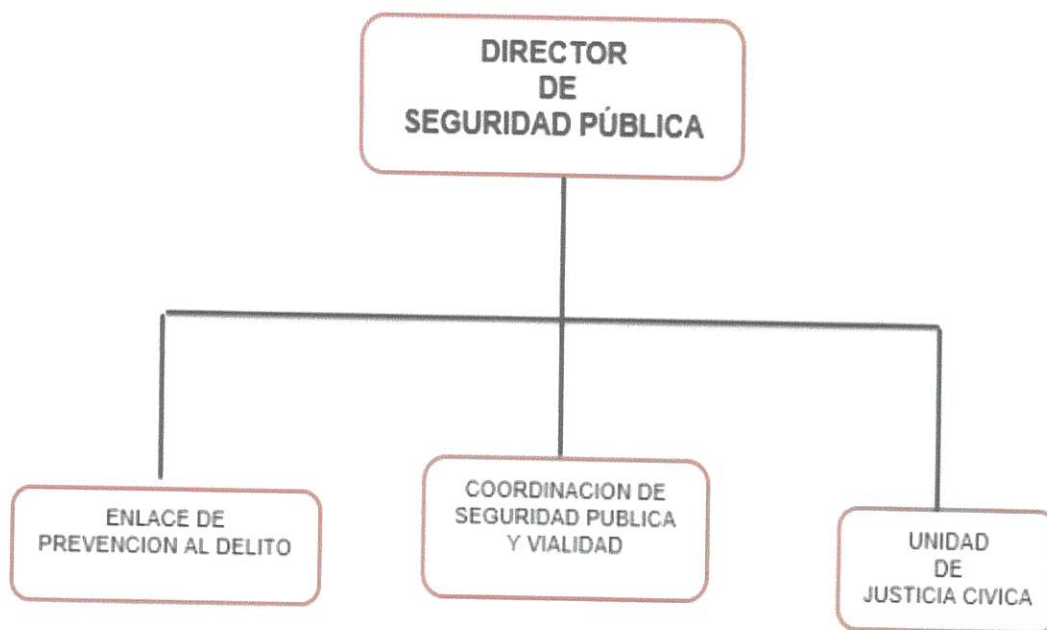 DIRECTOR
DE
SEGURIDAD PÚBLICA
ENLACE DE
PREVENCION AL DELITO
COORDINACION DE
SEGURIDAD PUBLICA
Y VIALIDAD
UNIDAD
DE
JUSTICIA CIVICA